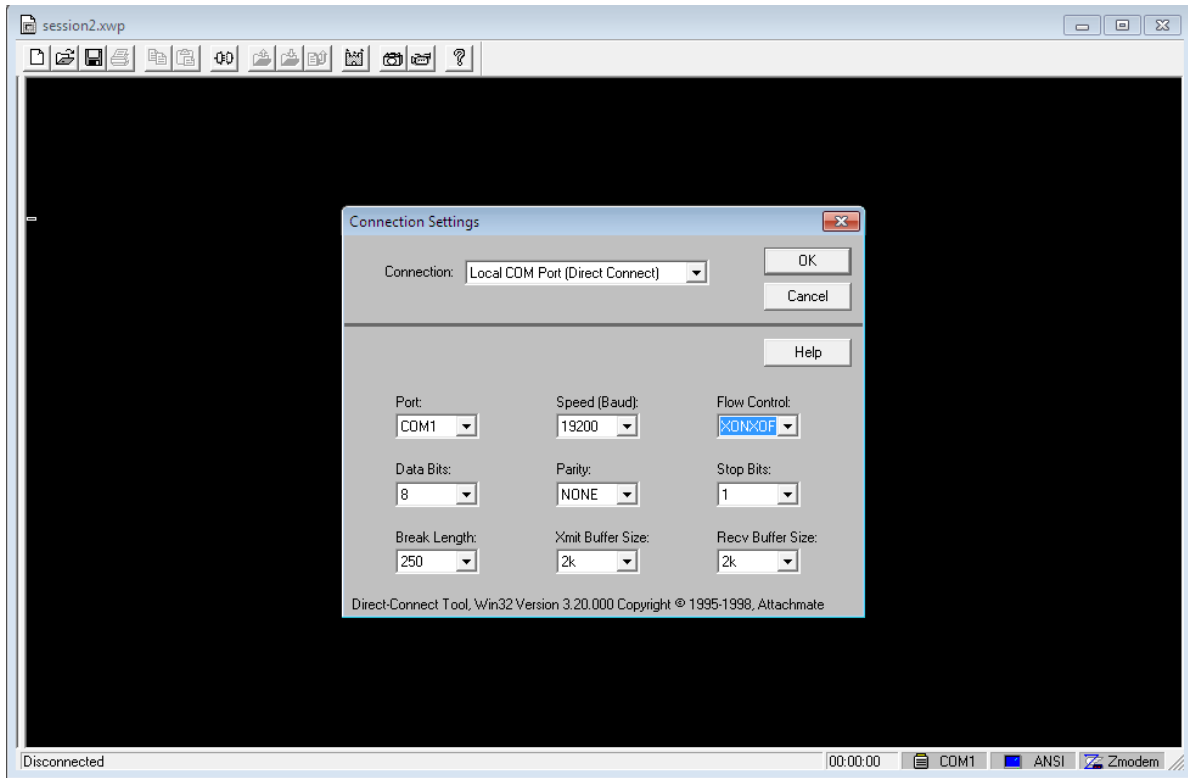 session2.xwp
Connection Settings
Connection: Local COM Port (Direct Connect)
OK
Cancel
Help
Port: Speed (Baud): Flow Control:
COM1 19200 XONXOF
Data Bits: Parity: Stop Bits:
8 NONE 1
Break Length: Xmit Buffer Size: Recv Buffer Size:
250 2k 2k
Direct-Connect Tool, Win32 Version 3.20.000 Copyright © 1995-1998, Attachmate
Disconnected 00:00:00 COM1 ANSI Zmodem